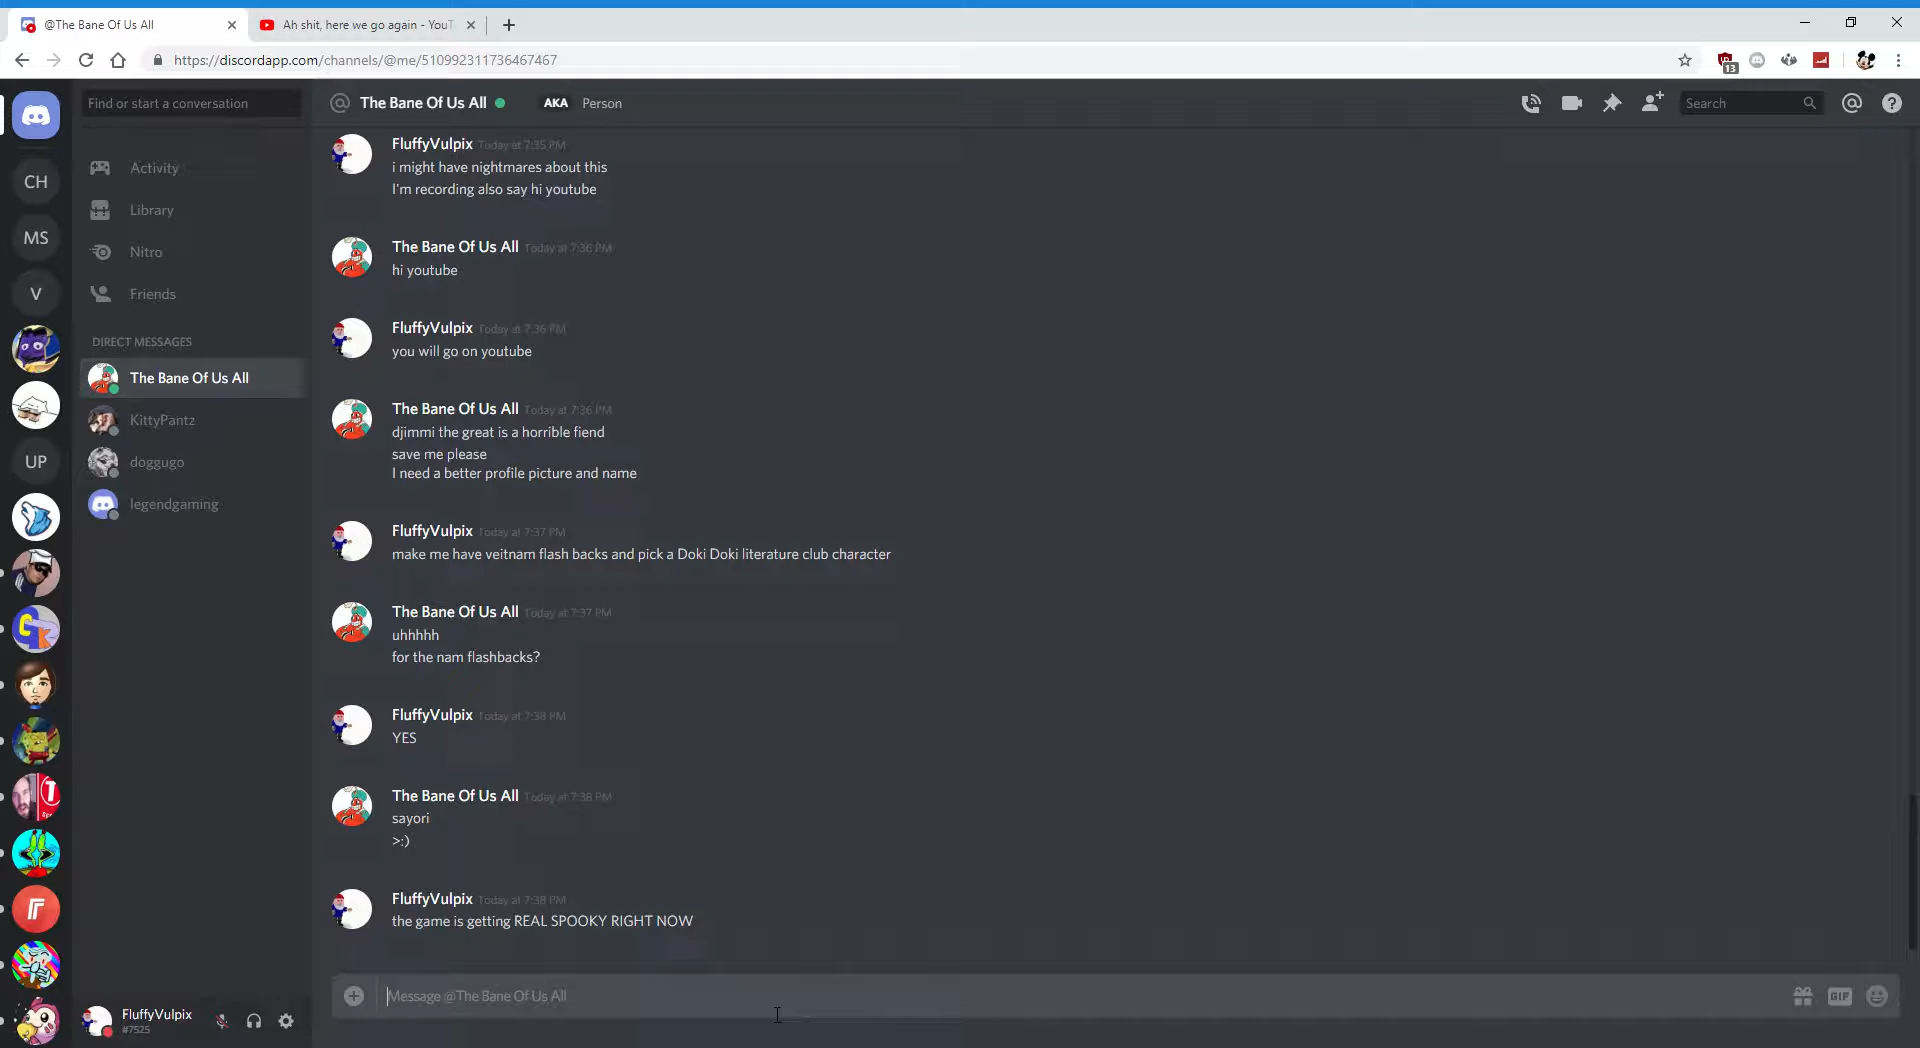 @The Bane Of Us All
Ah shit, here we go again - YouT
https://discordapp.com/channels/@me/510992311736467467
13
Find or start a conversation
The Bane Of Us All
AKA
Person
Search
CH
MS
V
UP
Activity
Library
Nitro
Friends
DIRECT MESSAGES
The Bane Of Us All
KittyPantz
doggugo
legendgaming
FluffyVulpix Today at 7:35 PM
i might have nightmares about this
I'm recording also say hi youtube
The Bane Of Us All Today at 7:36 PM
hi youtube
FluffyVulpix Today at 7:36 PM
you will go on youtube
The Bane Of Us All Today at 7:36 PM
djimmi the great is a horrible fiend
save me please
I need a better profile picture and name
FluffyVulpix Today at 7:37 PM
make me have veitnam flash backs and pick a Doki Doki literature club character
The Bane Of Us All Today at 7:37 PM
uhhhhh
for the nam flashbacks?
FluffyVulpix Today at 7:38 PM
YES
The Bane Of Us All Today at 7:38 PM
sayori
>:)
FluffyVulpix Today at 7:38 PM
the game is getting REAL SPOOKY RIGHT NOW
Message @The Bane Of Us All
GIF
FluffyVulpix
#7525